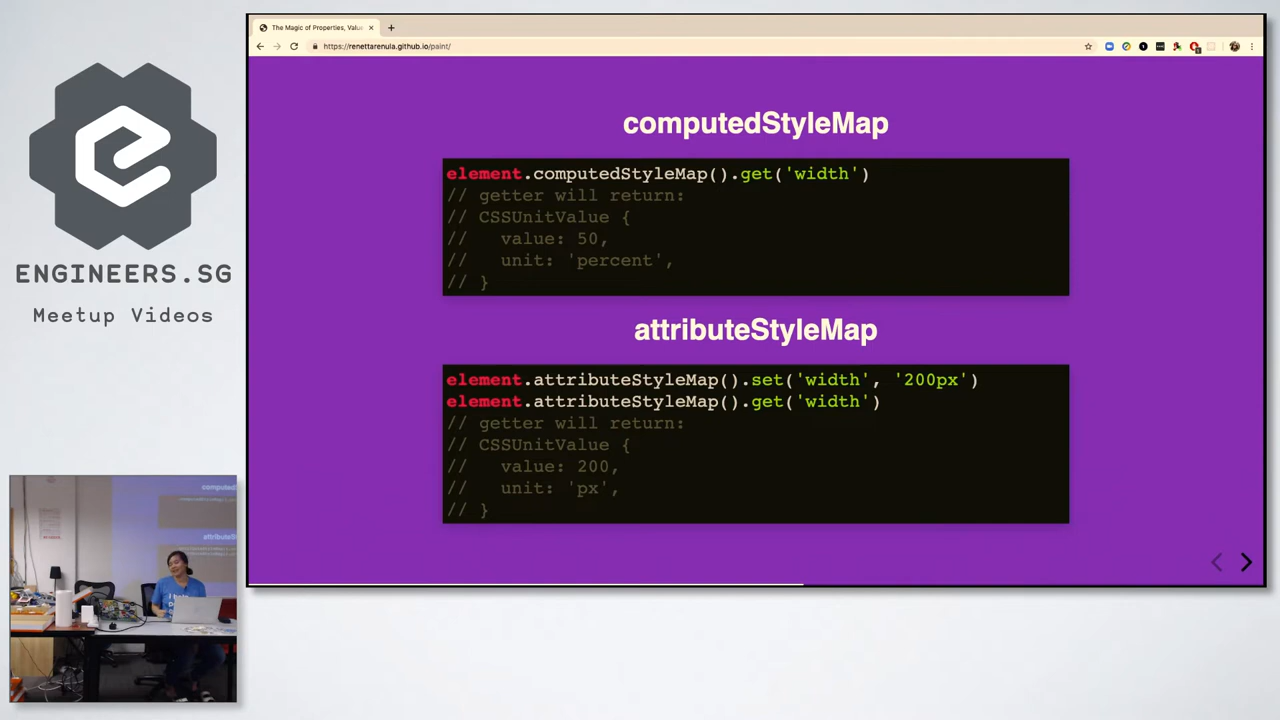 The Magic of Properties, Value
https://renettarenula.github.io/paint/
computedStyleMap
element.computedStyleMap().get('width')
// getter will return:
// CSSUnitValue {
//   value: 50,
//   unit: 'percent',
// }
attributeStyleMap
element.attributeStyleMap().set('width', '200px')
element.attributeStyleMap().get('width')
// getter will return:
// CSSUnitValue {
//   value: 200,
//   unit: 'px',
// }
ENGINEERS.SG
Meetup Videos